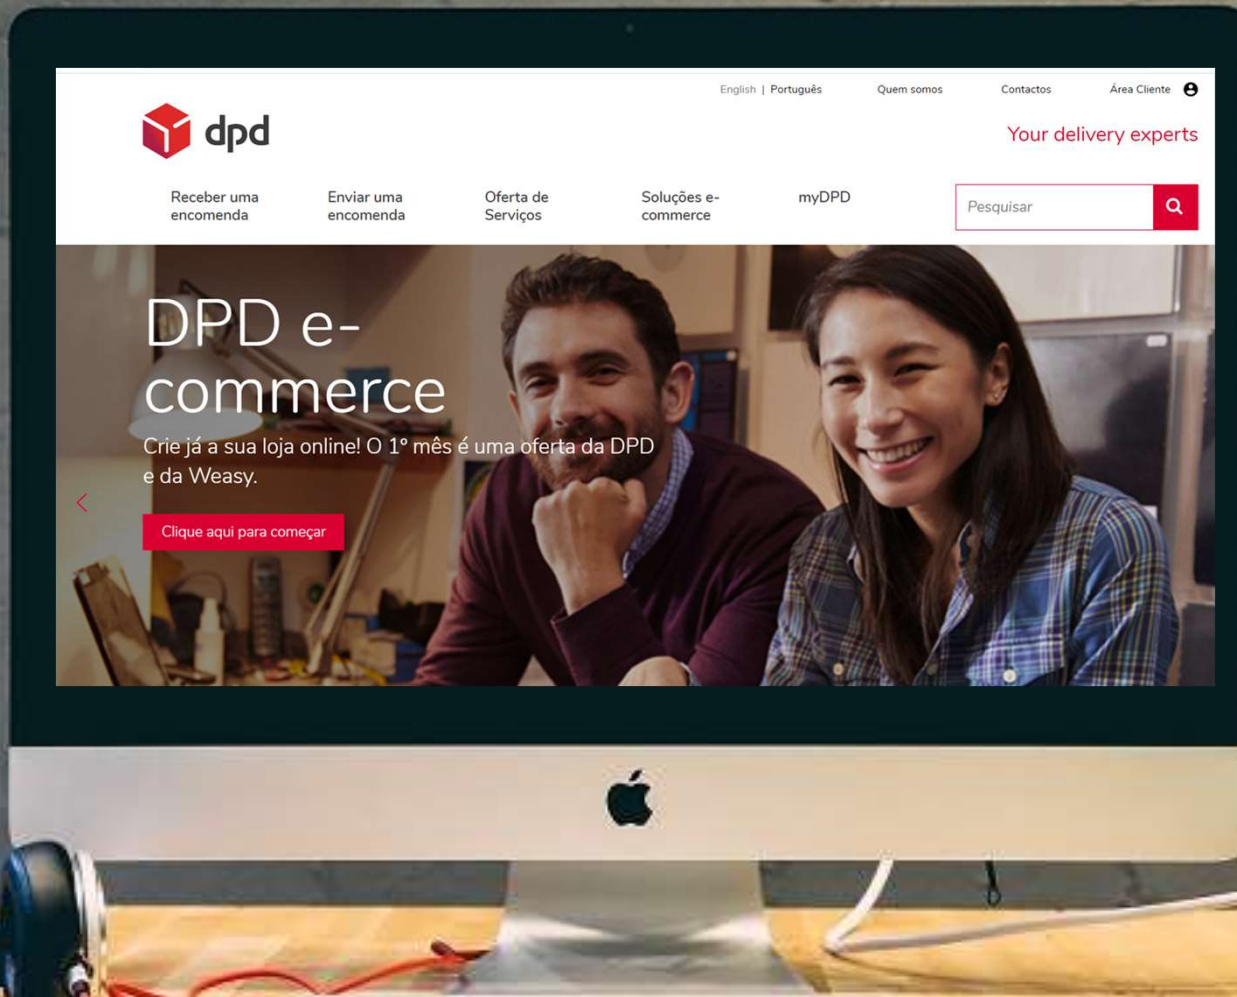 English | Português
Quem somos
Contactos
Área Cliente
dpd
Your delivery experts
Receber uma
encomenda
Enviar uma
encomenda
Oferta de
Serviços
Soluções e-
commerce
myDPD
Pesquisar
DPD e-
commerce
Crie já a sua loja online! O 1º mês é uma oferta da DPD
e da Weasy.
Clique aqui para começar